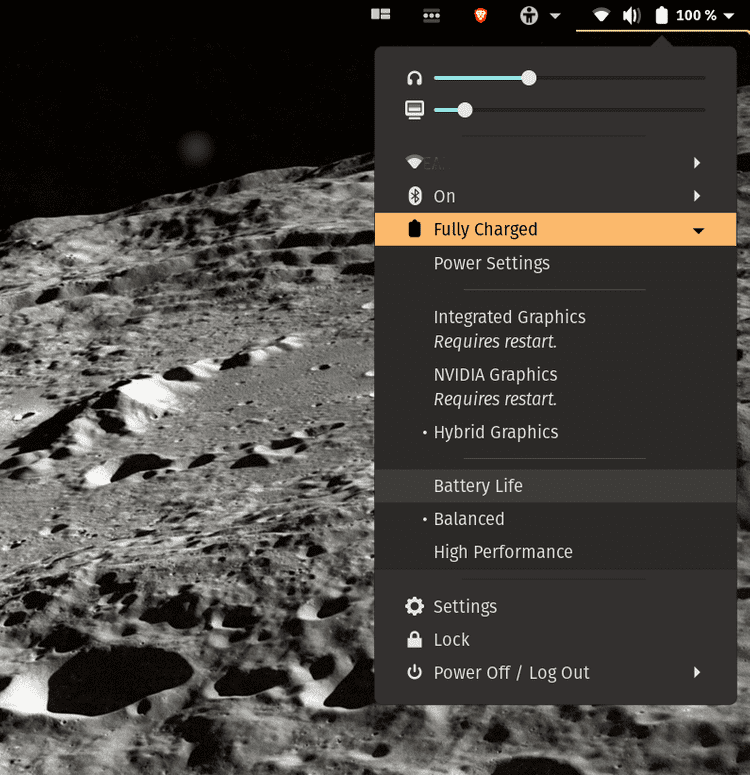 100 %
On
Fully Charged
Power Settings
Integrated Graphics
Requires restart.
NVIDIA Graphics
Requires restart.
Hybrid Graphics
Battery Life
Balanced
High Performance
Settings
Lock
Power Off / Log Out